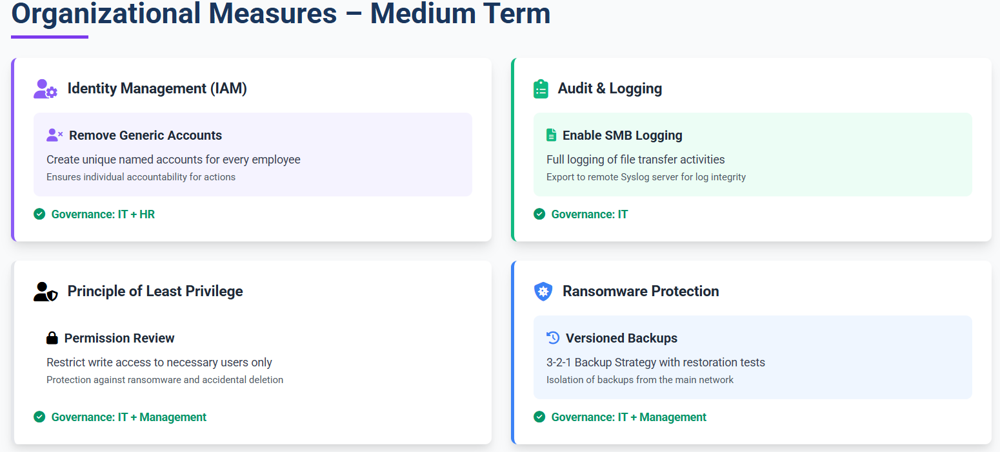 Organizational Measures – Medium Term
Identity Management (IAM)
Remove Generic Accounts
Create unique named accounts for every employee
Ensures individual accountability for actions
Governance: IT + HR
Audit & Logging
Enable SMB Logging
Full logging of file transfer activities
Export to remote Syslog server for log integrity
Governance: IT
Principle of Least Privilege
Permission Review
Restrict write access to necessary users only
Protection against ransomware and accidental deletion
Governance: IT + Management
Ransomware Protection
Versioned Backups
3-2-1 Backup Strategy with restoration tests
Isolation of backups from the main network
Governance: IT + Management